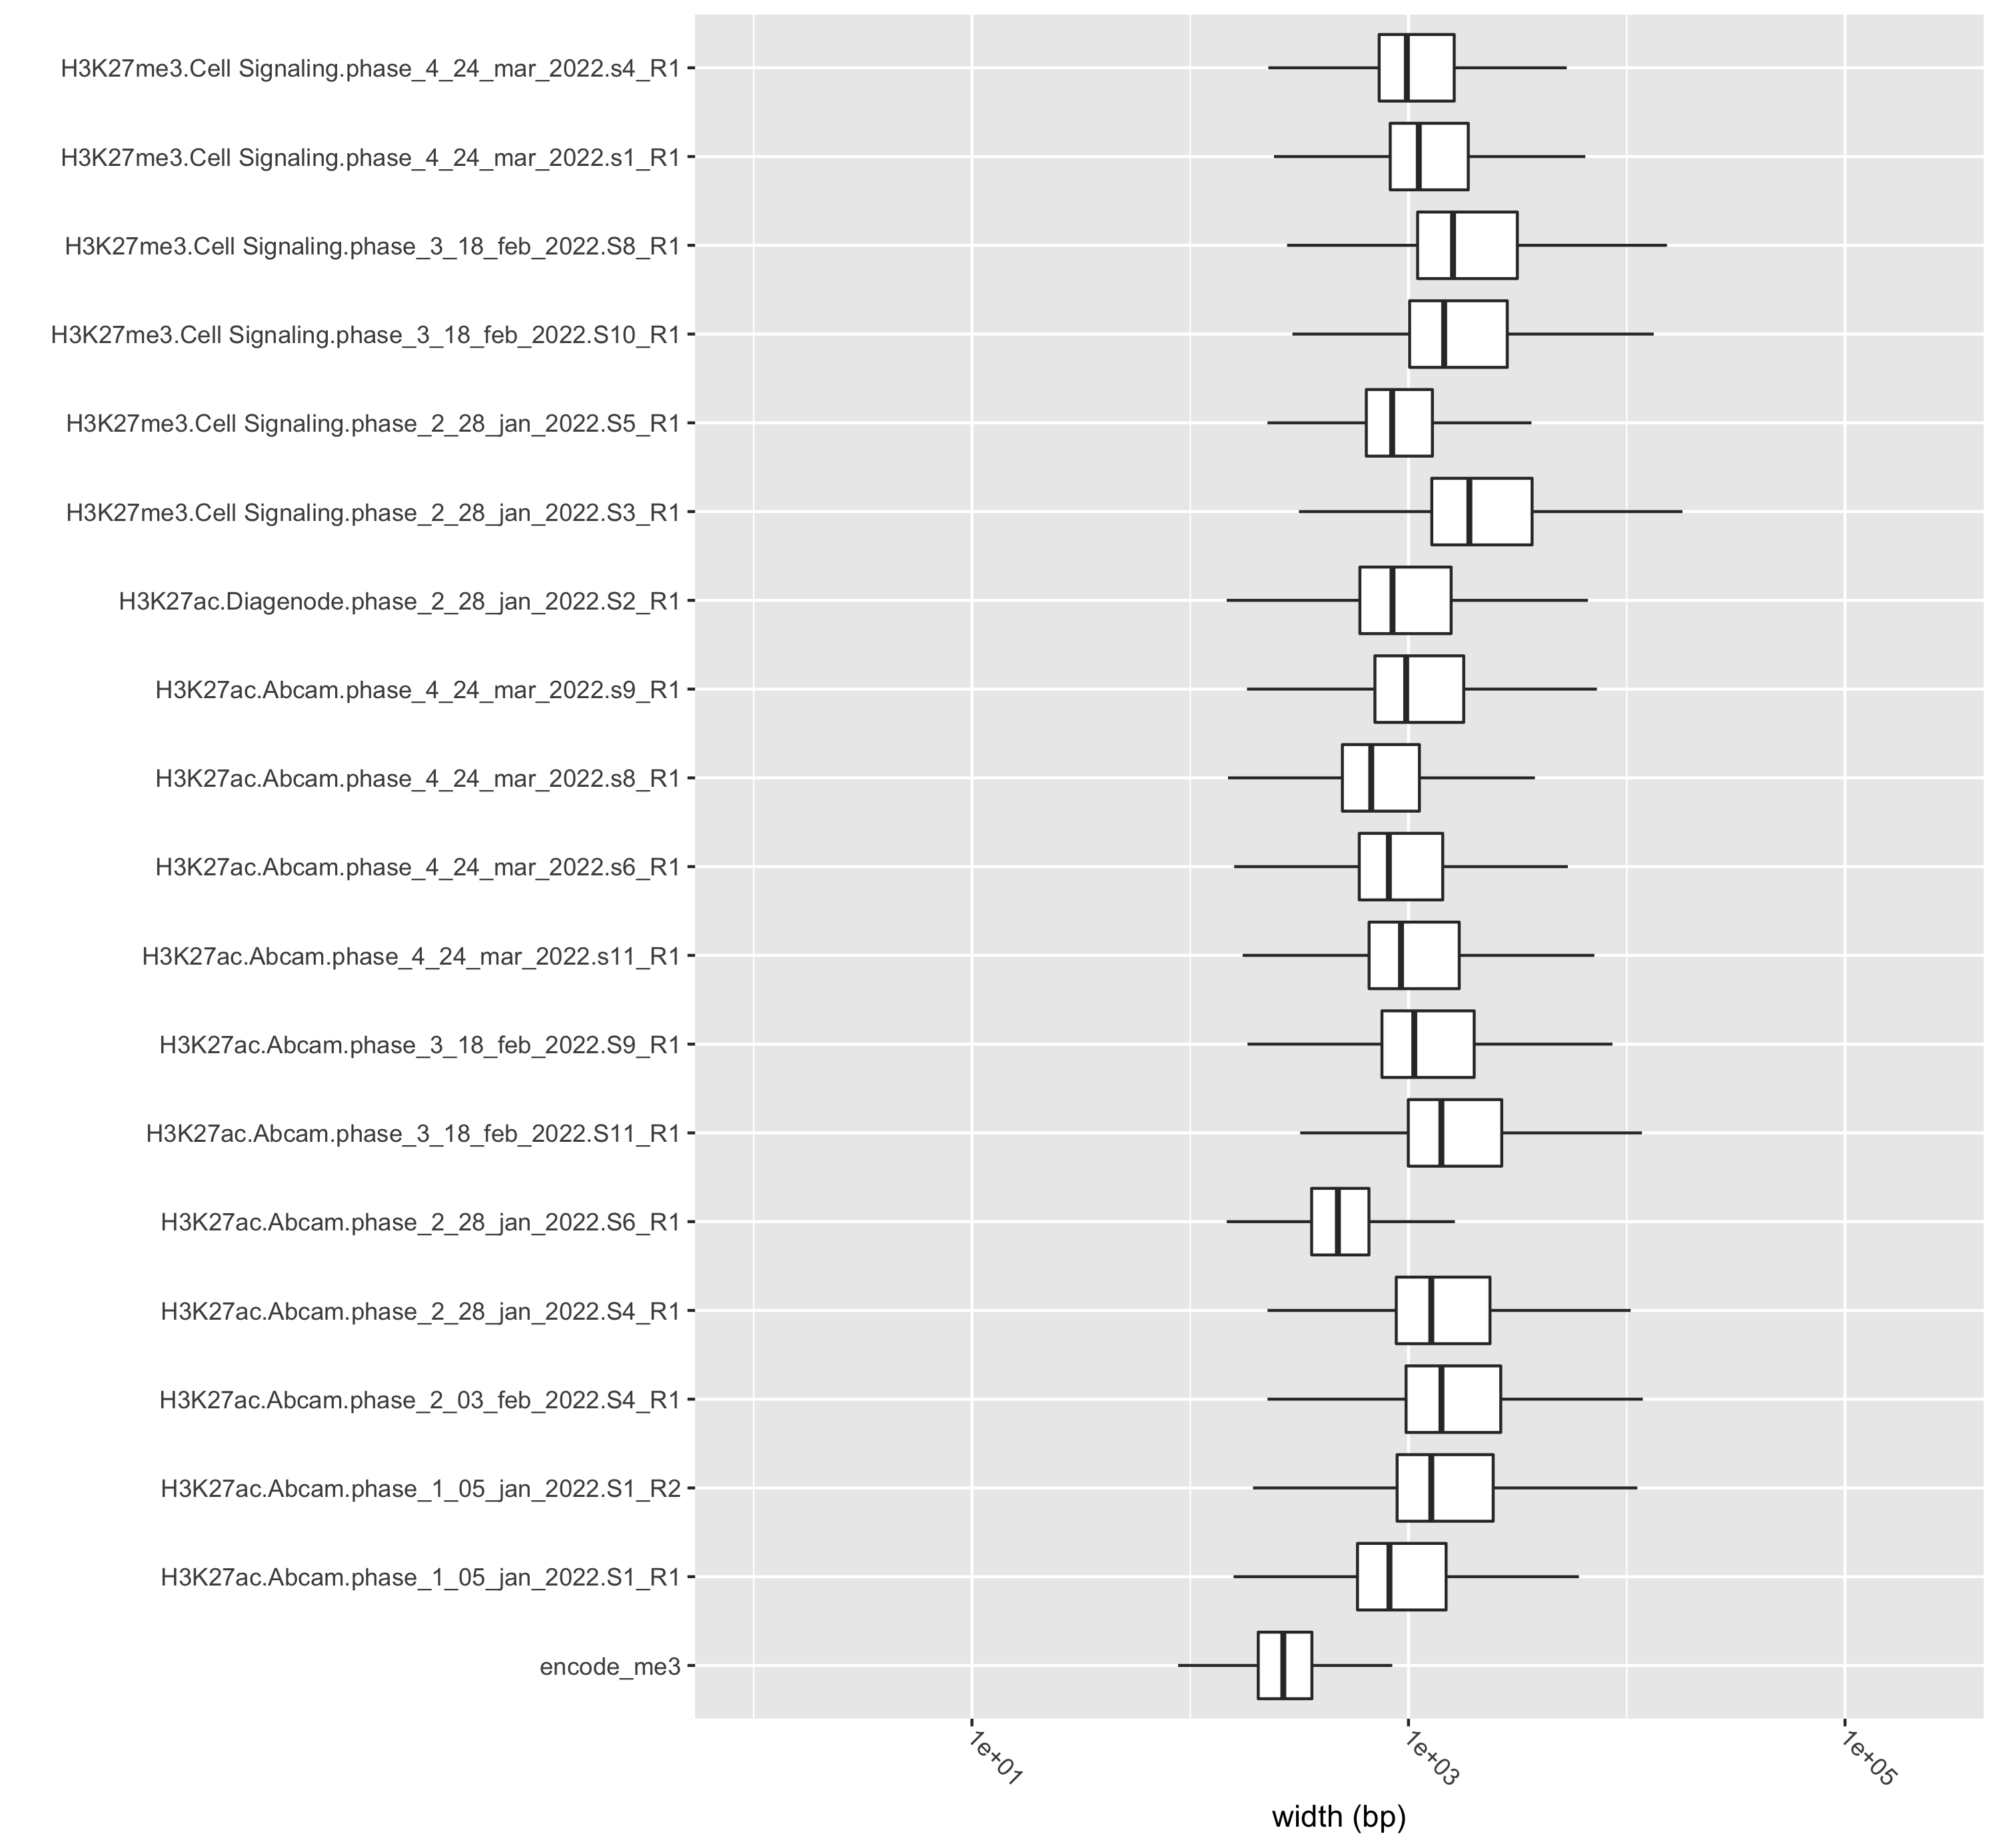 H3K27me3.Cell Signaling.phase_4_24_mar_2022.s4_R1
H3K27me3.Cell Signaling.phase_4_24_mar_2022.s1_R1
H3K27me3.Cell Signaling.phase_3_18_feb_2022.S8_R1
H3K27me3.Cell Signaling.phase_3_18_feb_2022.S10_R1
H3K27me3.Cell Signaling.phase_2_28_jan_2022.S5_R1
H3K27me3.Cell Signaling.phase_2_28_jan_2022.S3_R1
H3K27ac.Diagenode.phase_2_28_jan_2022.S2_R1
H3K27ac.Abcam.phase_4_24_mar_2022.s9_R1
H3K27ac.Abcam.phase_4_24_mar_2022.s8_R1
H3K27ac.Abcam.phase_4_24_mar_2022.s6_R1
H3K27ac.Abcam.phase_4_24_mar_2022.s11_R1
H3K27ac.Abcam.phase_3_18_feb_2022.S9_R1
H3K27ac.Abcam.phase_3_18_feb_2022.S11_R1
H3K27ac.Abcam.phase_2_28_jan_2022.S6_R1
H3K27ac.Abcam.phase_2_28_jan_2022.S4_R1
H3K27ac.Abcam.phase_2_03_feb_2022.S4_R1
H3K27ac.Abcam.phase_1_05_jan_2022.S1_R2
H3K27ac.Abcam.phase_1_05_jan_2022.S1_R1
encode_me3
1e+01 1e+03 1e+05
width (bp)